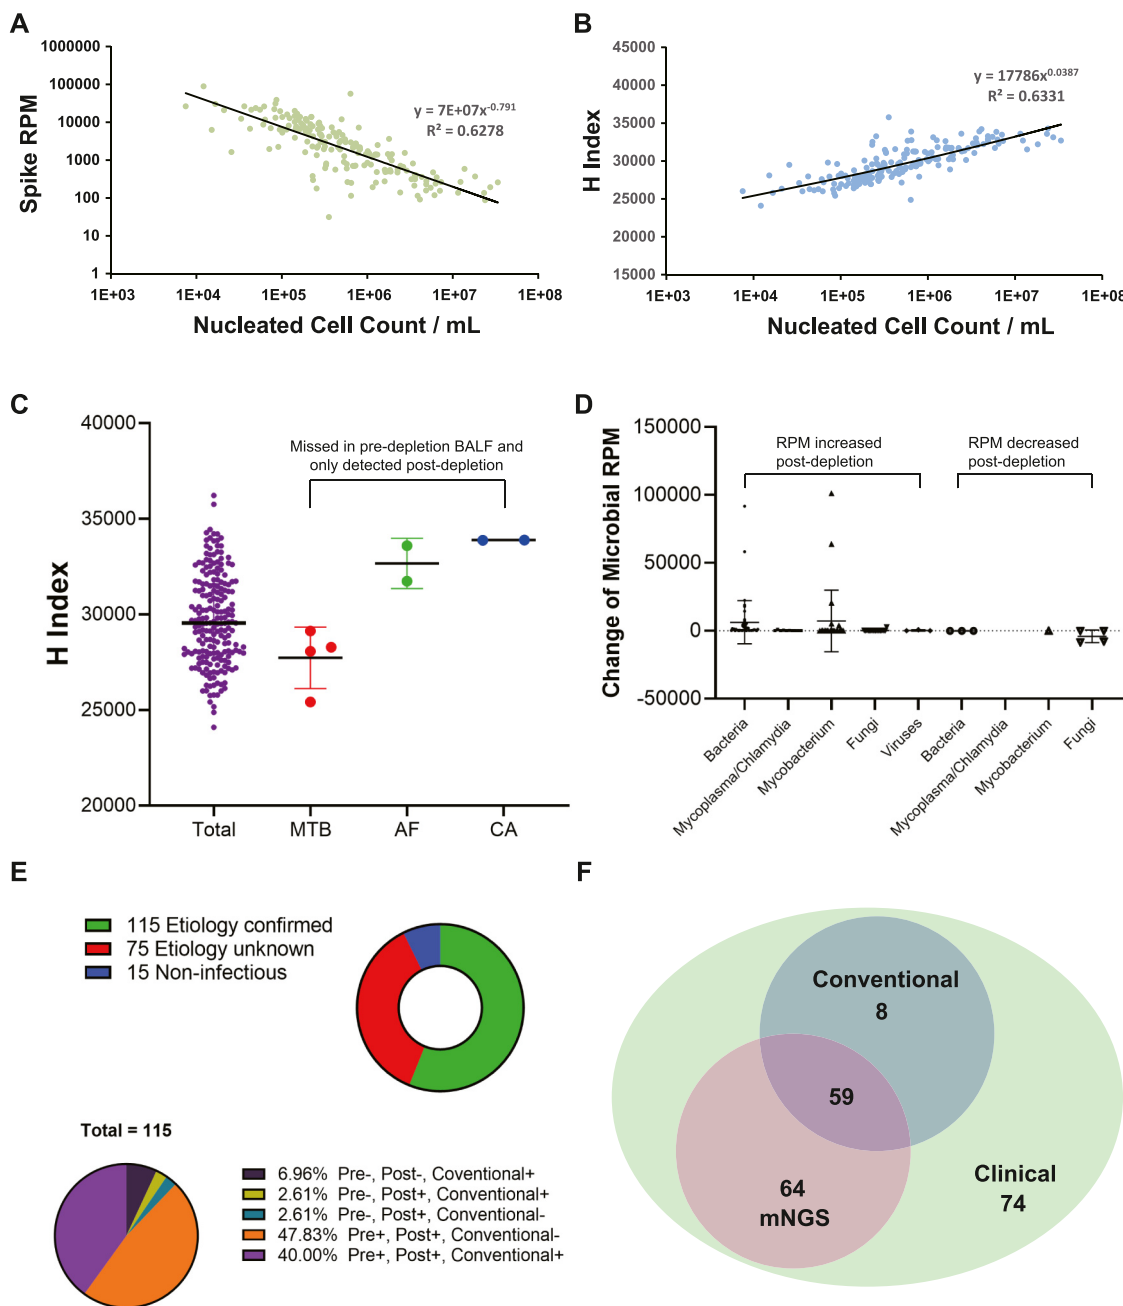 A
Spike RPM
1000000
100000
10000
1000
100
10
1
y = 7E+07x-0.791
R² = 0.6278
1E+03 1E+04 1E+05 1E+06 1E+07 1E+08
Nucleated Cell Count / mL
B
H Index
45000
40000
35000
30000
25000
20000
15000
y = 17786x0.0387
R² = 0.6331
1E+03 1E+04 1E+05 1E+06 1E+07 1E+08
Nucleated Cell Count / mL
C
H Index
40000
35000
30000
25000
20000
Missed in pre-depletion BALF and
only detected post-depletion
Total MTB AF CA
D
Change of Microbial RPM
150000
100000
50000
0
-50000
RPM increased
post-depletion
RPM decreased
post-depletion
Bacteria
Mycoplasma/Chlamydia
Mycobacterium
Fungi
Viruses
Bacteria
Mycoplasma/Chlamydia
Mycobacterium
Fungi
E
115 Etiology confirmed
75 Etiology unknown
15 Non-infectious
Total = 115
6.96% Pre-, Post-, Coventional+
2.61% Pre-, Post+, Conventional+
2.61% Pre-, Post+, Conventional-
47.83% Pre+, Post+, Conventional-
40.00% Pre+, Post+, Conventional+
F
Conventional
8
59
64
mNGS
Clinical
74